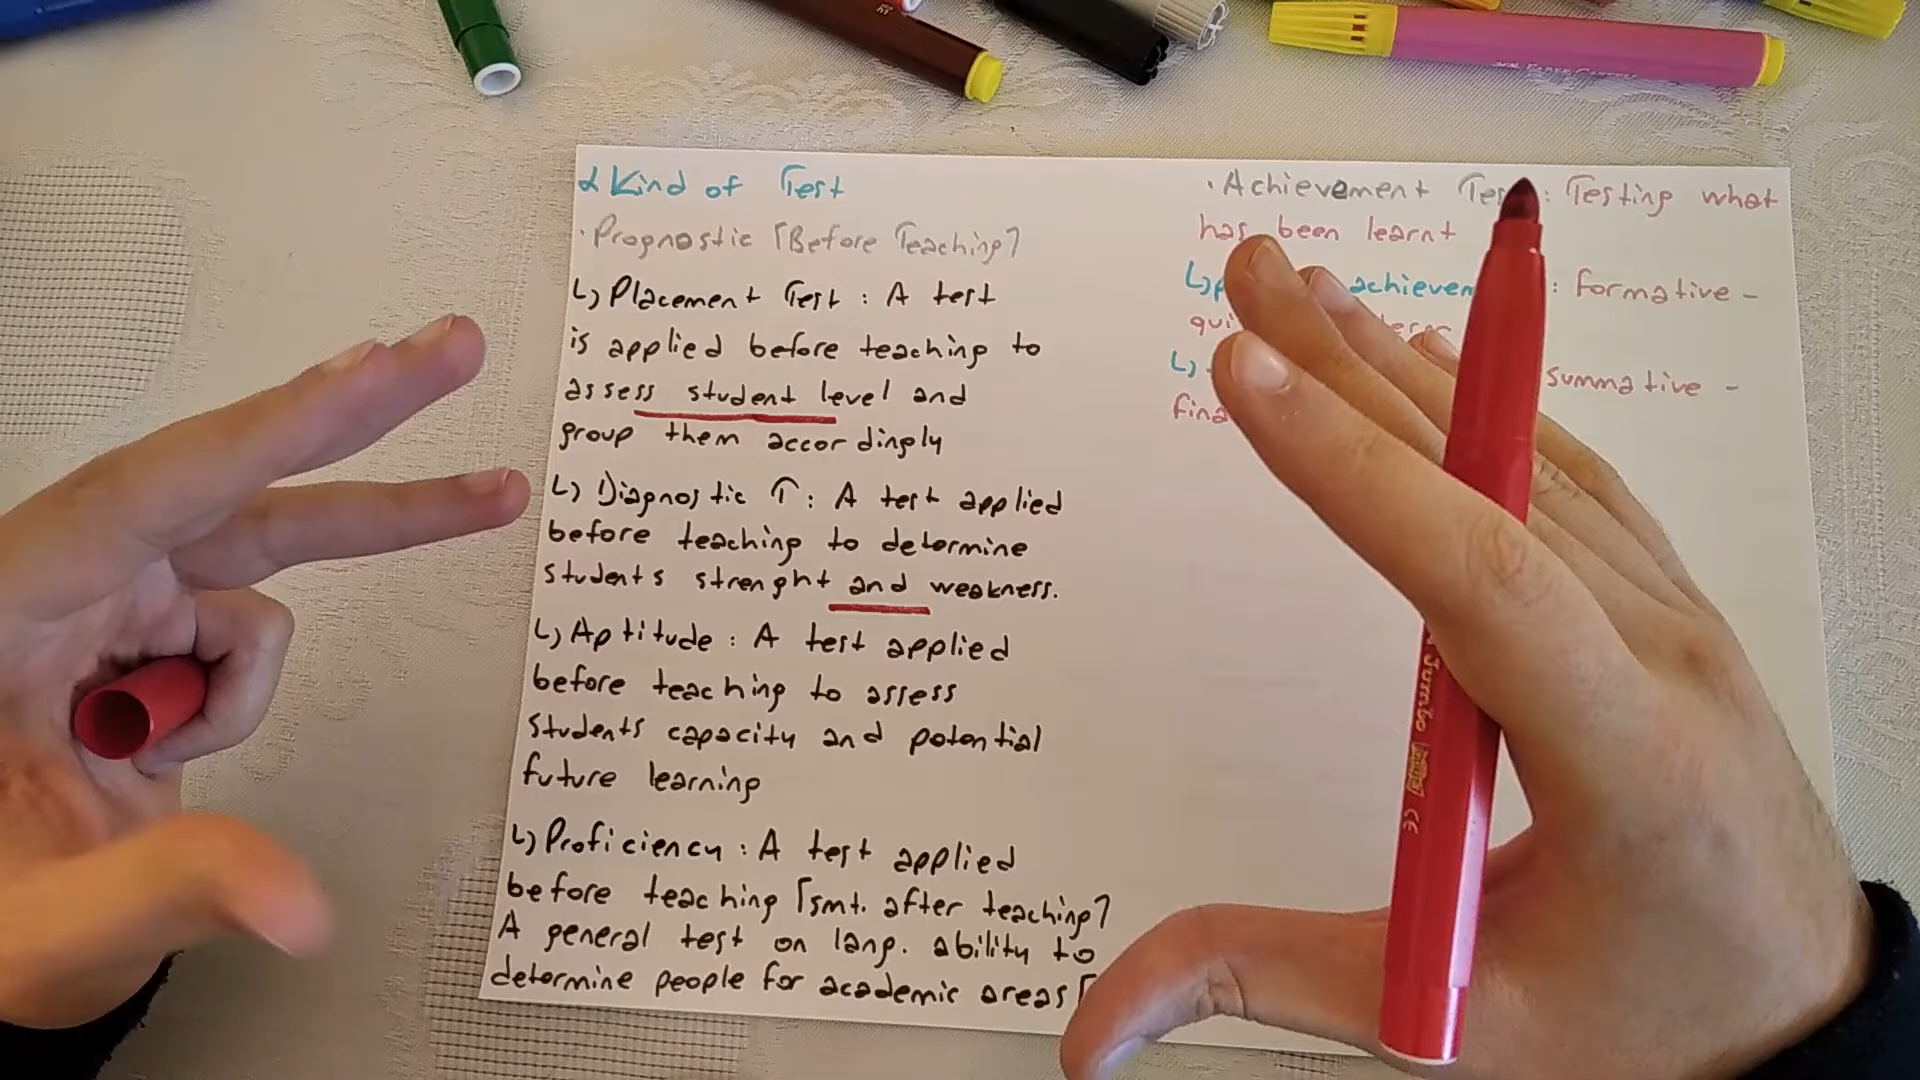 2 Kind of Test
• Prognostic [Before Teaching]
↳ Placement Test : A test
is applied before teaching to
assess student level and
group them accordingly
↳ Diagnostic T : A test applied
before teaching to determine
students strenght and weakness.
↳ Aptitude : A test applied
before teaching to assess
students capacity and potential
future learning
↳ Proficiency : A test applied
before teaching [smt. after teaching]
A general test on lang. ability to
determine people for academic areas [
• Achievement : Testing what
has been learnt
↳ : formative -
↳ summative -
Jumbo
CE